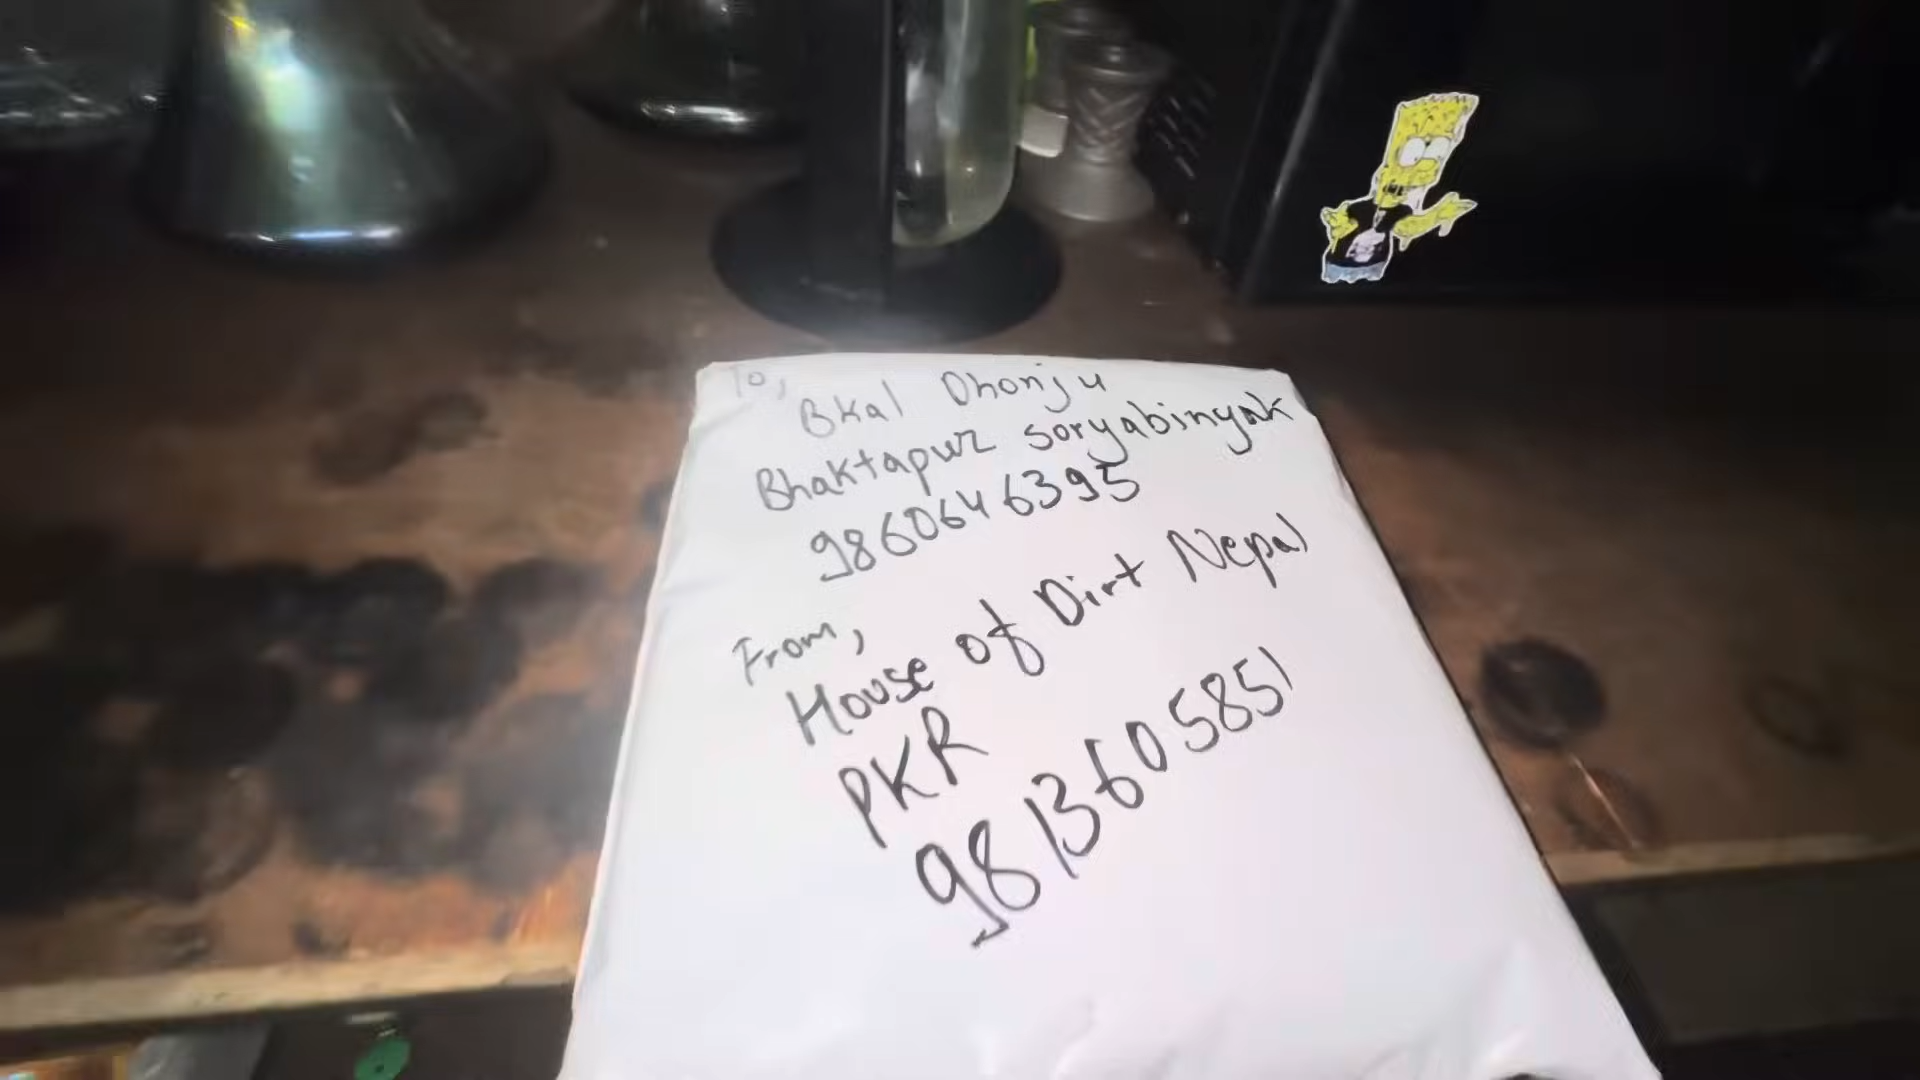 To,
Bkal Dhonju
Bhaktapur soryabinyak
9860646395
From,
House of Dirt Nepal
PKR
9813605851